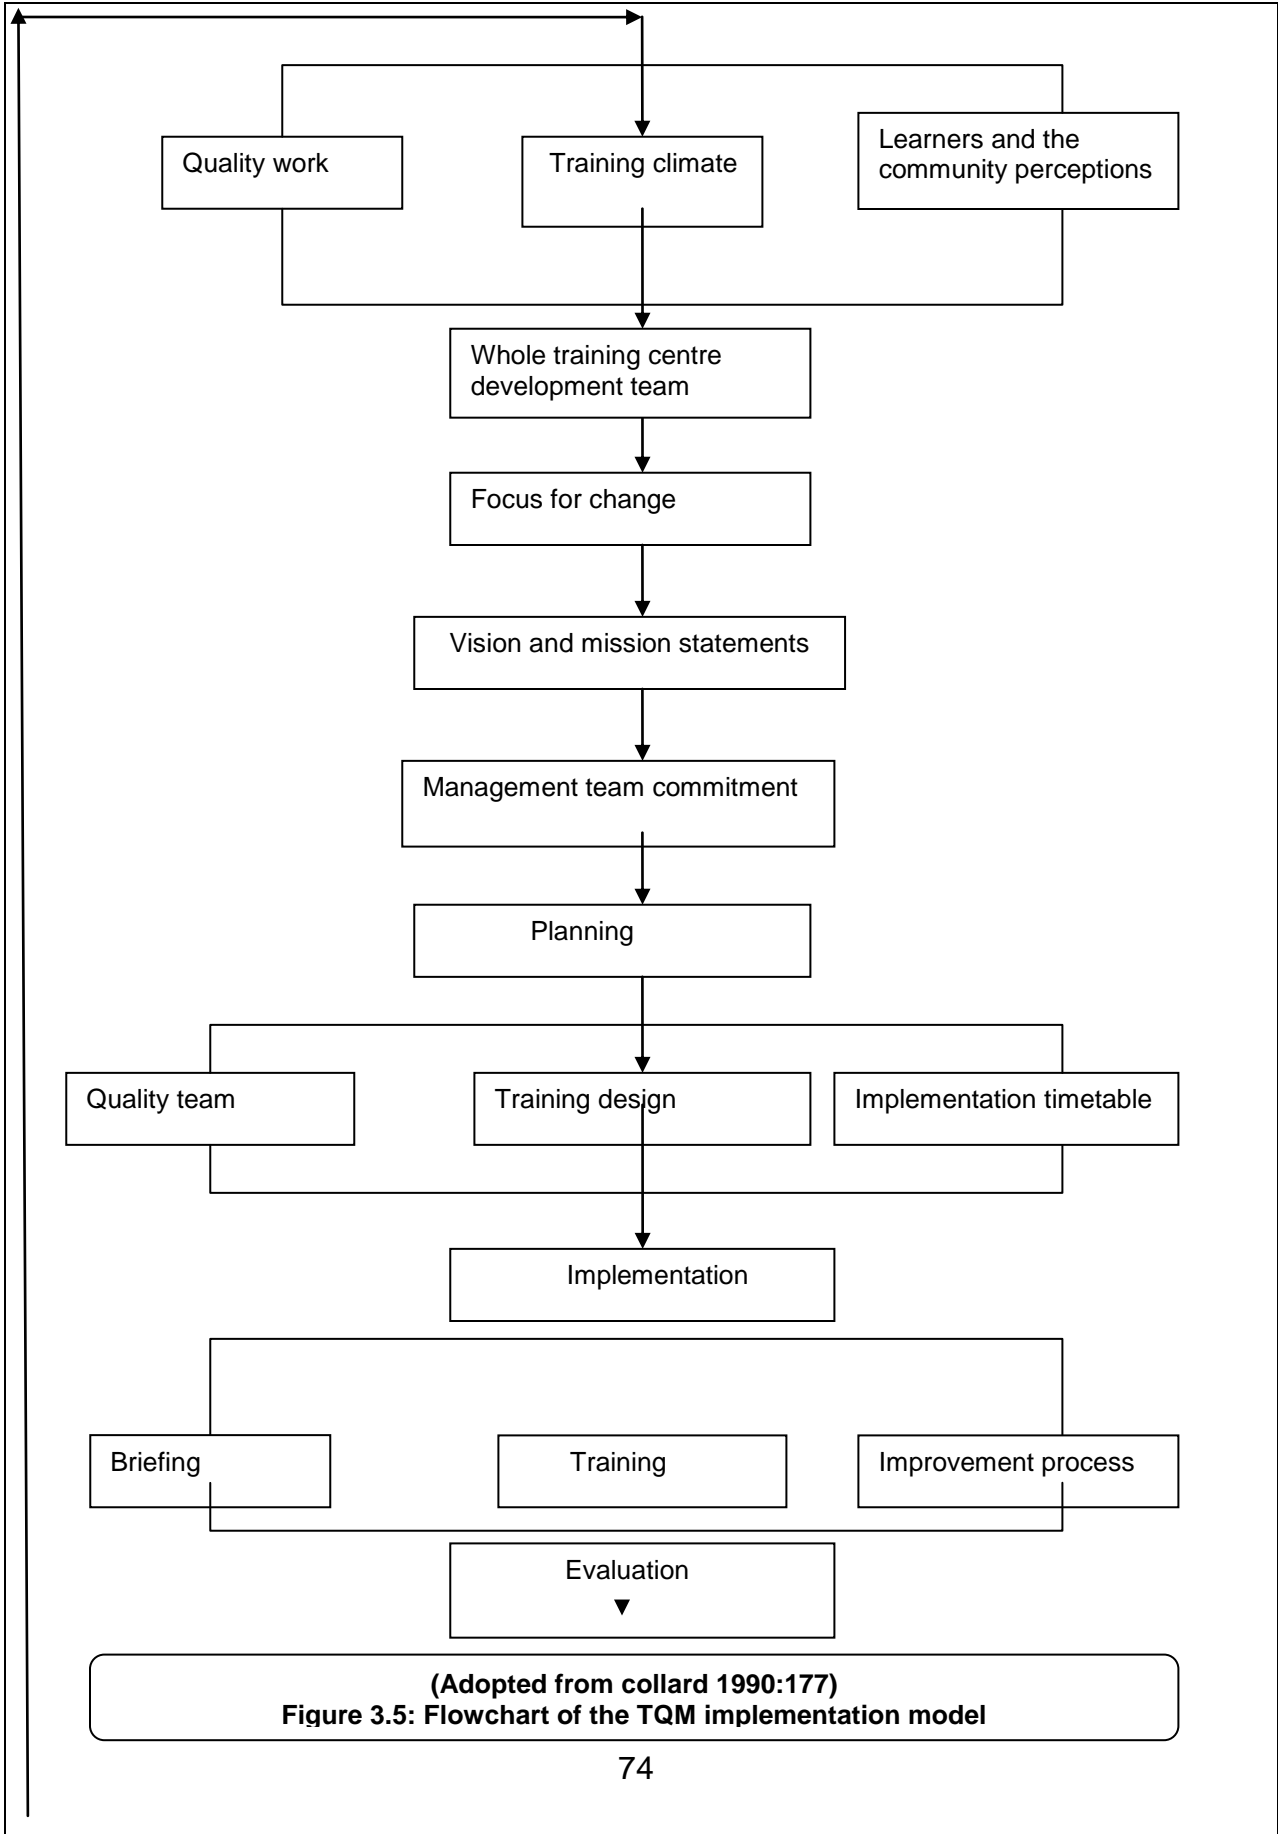 Quality work
Training climate
Learners and the
community perceptions
Whole training centre
development team
Focus for change
Vision and mission statements
Management team commitment
Planning
Quality team
Training design
Implementation timetable
Implementation
Briefing
Training
Improvement process
Evaluation
(Adopted from collard 1990:177)
Figure 3.5: Flowchart of the TQM implementation model
74